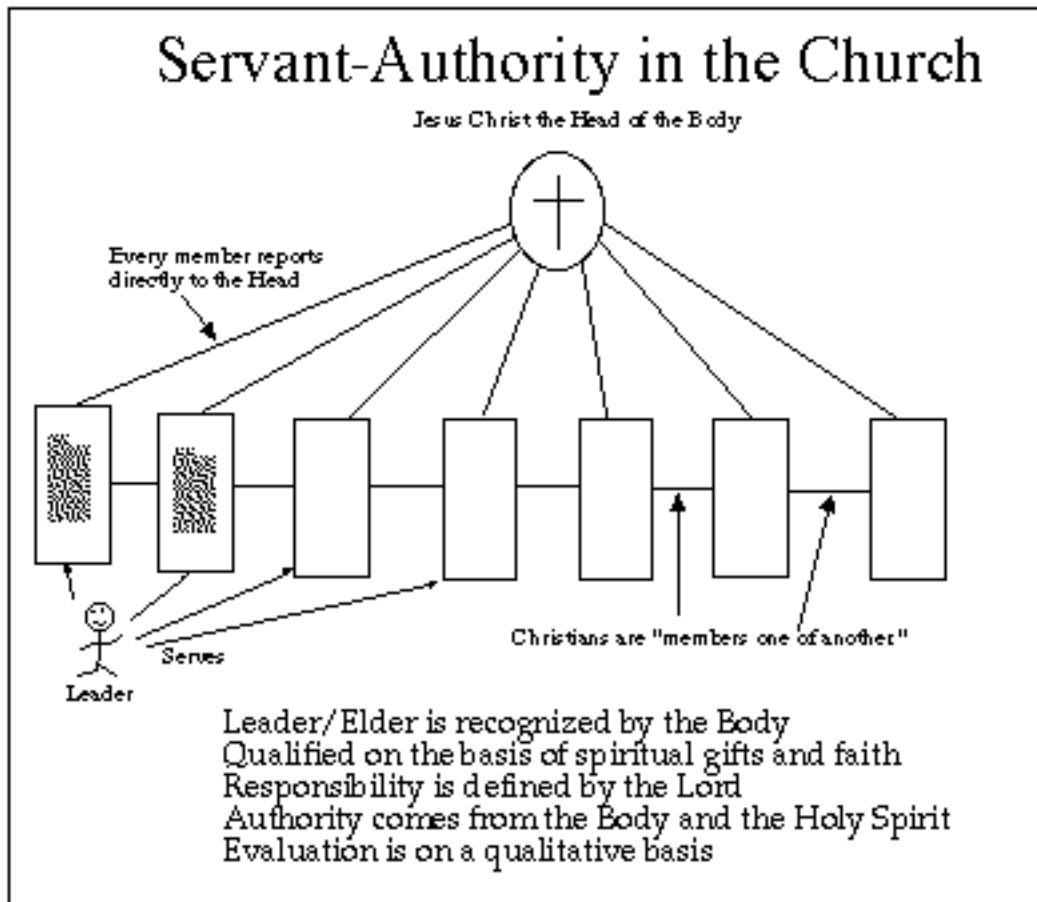 Servant-Authority in the Church
Jesus Christ the Head of the Body
Every member reports
directly to the Head
Christians are "members one of another"
Serves
Leader
Leader/Elder is recognized by the Body
Qualified on the basis of spiritual gifts and faith
Responsibility is defined by the Lord
Authority comes from the Body and the Holy Spirit
Evaluation is on a qualitative basis